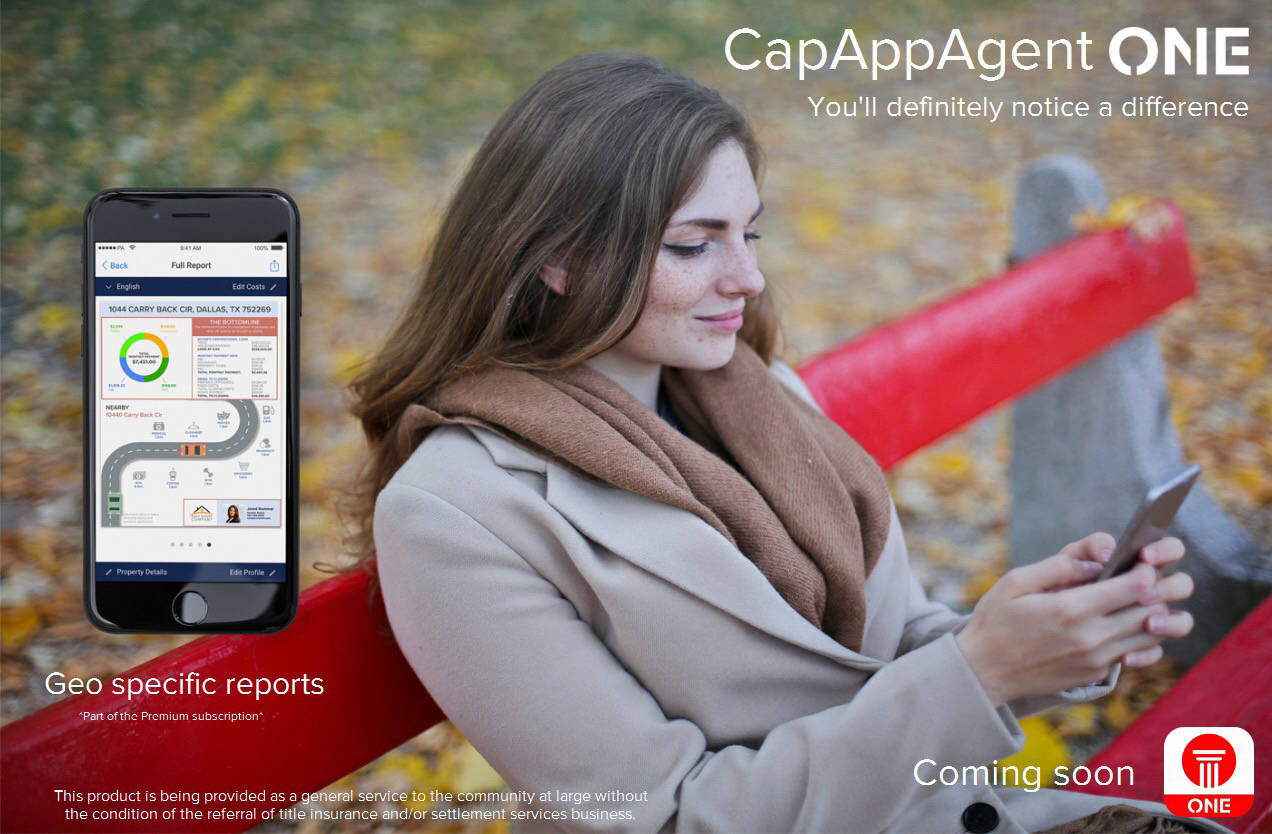 CapAppAgent ONE
You'll definitely notice a difference
PA 9:41 AM 100%
Back Full Report
English Edit Costs
1044 CARRY BACK CIR, DALLAS, TX 752269
THE BOTTOMLINE
TOTAL
MONTHLY PAYMENT
$7,451.00
NEARBY
10440 Carry Back Cir
Property Details Edit Profile
Geo specific reports
*Part of the Premium subscription*
This product is being provided as a general service to the community at large without
the condition of the referral of title insurance and/or settlement services business.
Coming soon
ONE